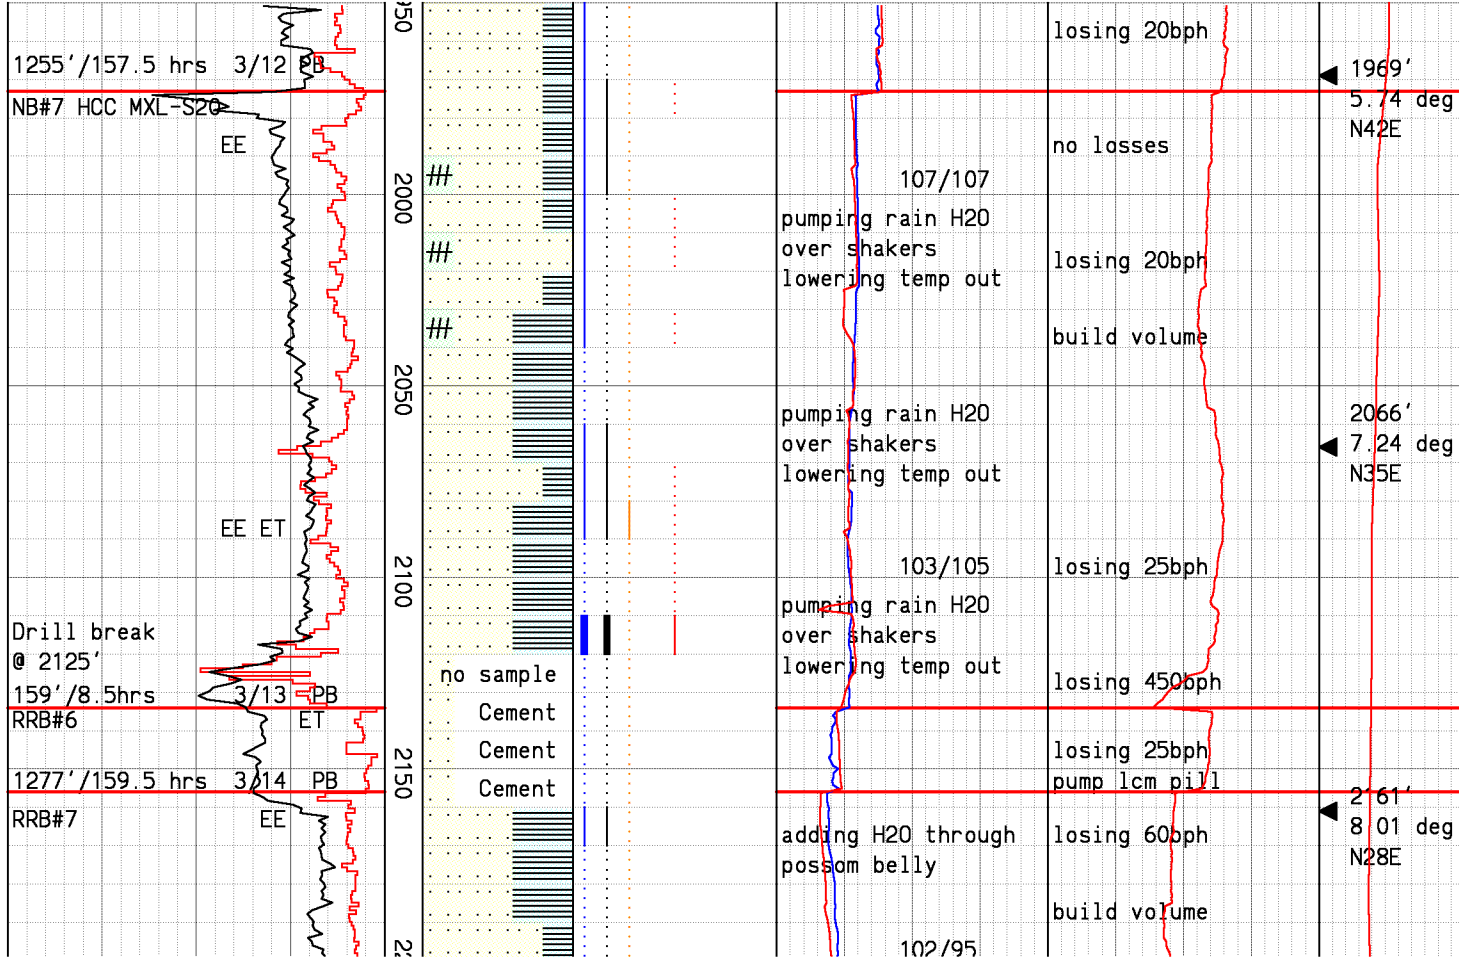 1255'/157.5 hrs 3/12 PB
NB#7 HCC MXL-S20
EE
EE ET
Drill break
@ 2125'
159'/8.5hrs 3/13 PB
RRB#6 ET
1277'/159.5 hrs 3/14 PB
RRB#7 EE
2000
2050
2100
2150
##
##
##
no sample
Cement
Cement
Cement
107/107
pumping rain H2O
over shakers
lowering temp out
pumping rain H2O
over shakers
lowering temp out
103/105
pumping rain H2O
over shakers
lowering temp out
adding H2O through
possom belly
102/95
losing 20bph
no losses
losing 20bph
build volume
losing 25bph
losing 450bph
losing 25bph
pump lcm pill
losing 60bph
build volume
1969'
5.74 deg
N42E
2066'
7.24 deg
N35E
2161'
8.01 deg
N28E